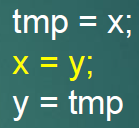 tmp = x;
x = y;
y = tmp